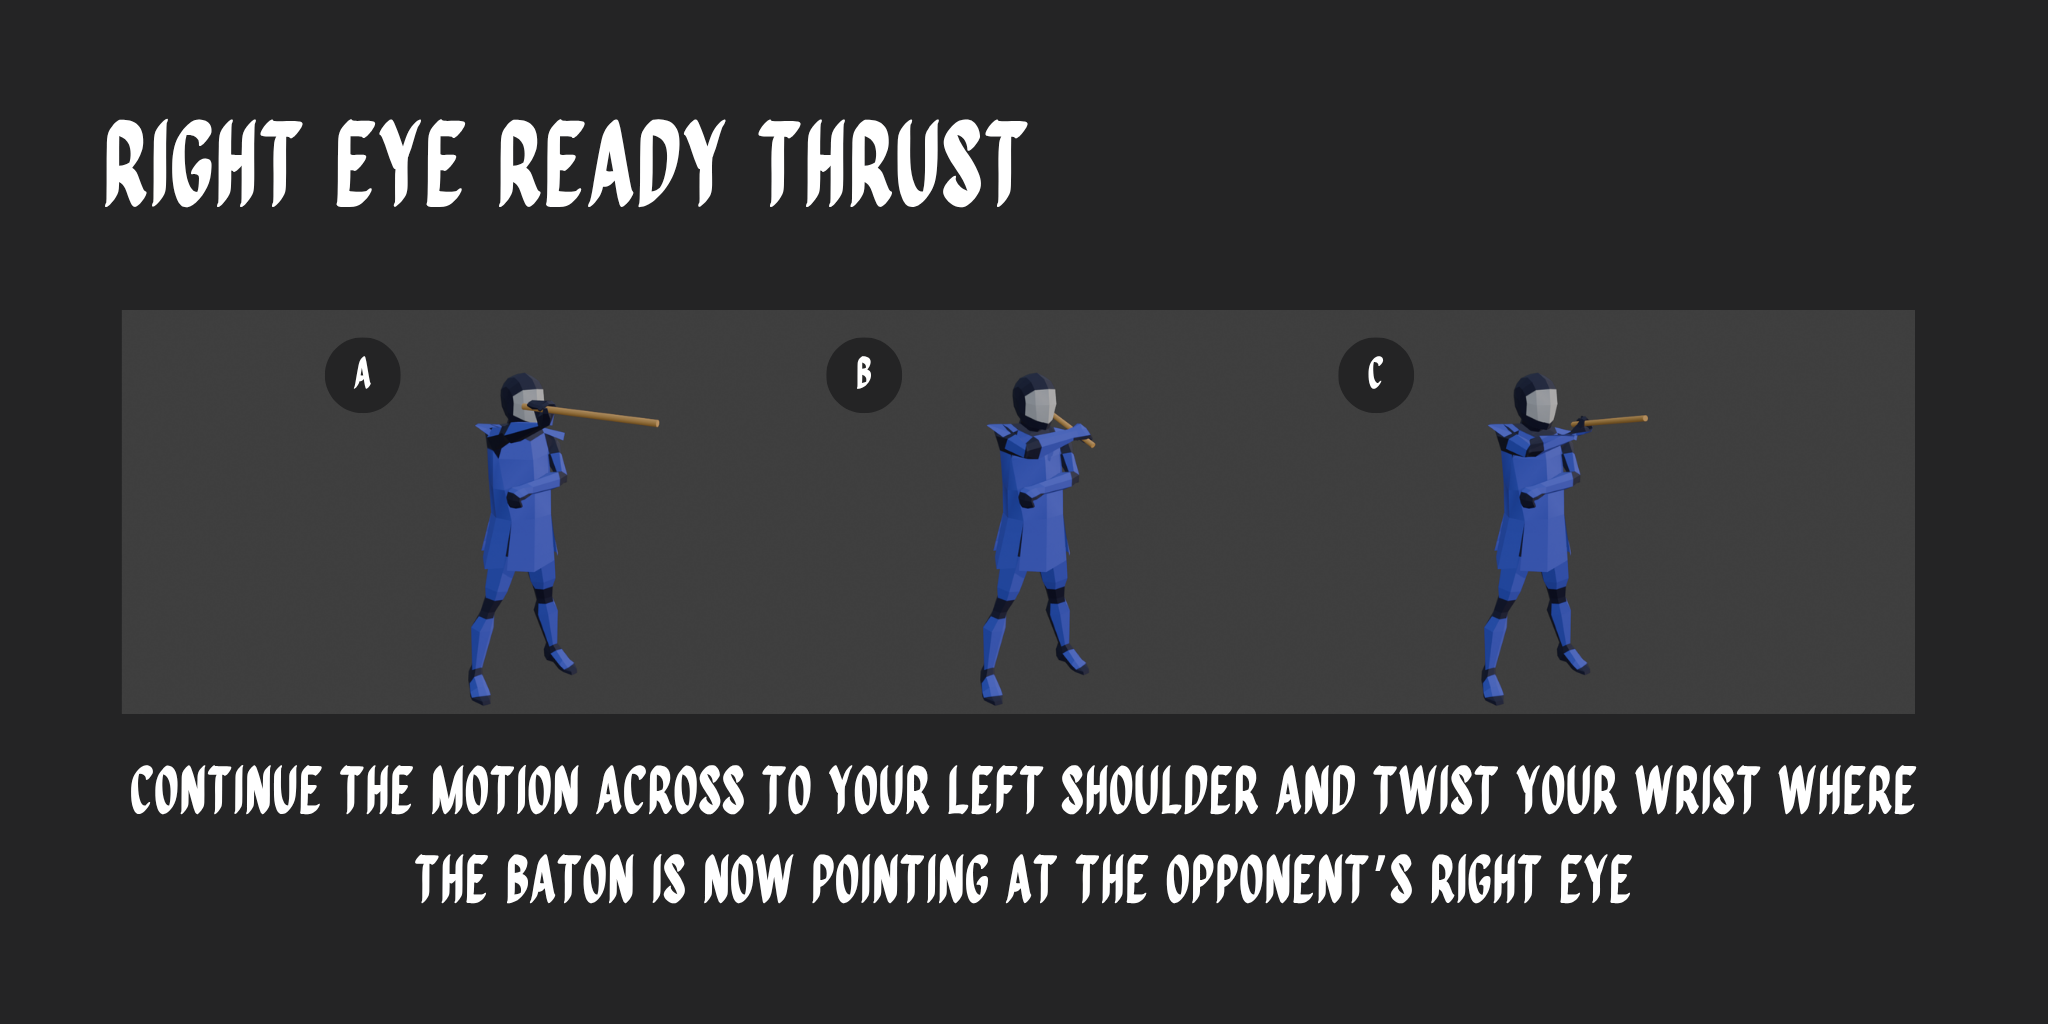 RIGHT EYE READY THRUST
A
B
C
CONTINUE THE MOTION ACROSS TO YOUR LEFT SHOULDER AND TWIST YOUR WRIST WHERE
THE BATON IS NOW POINTING AT THE OPPONENT'S RIGHT EYE